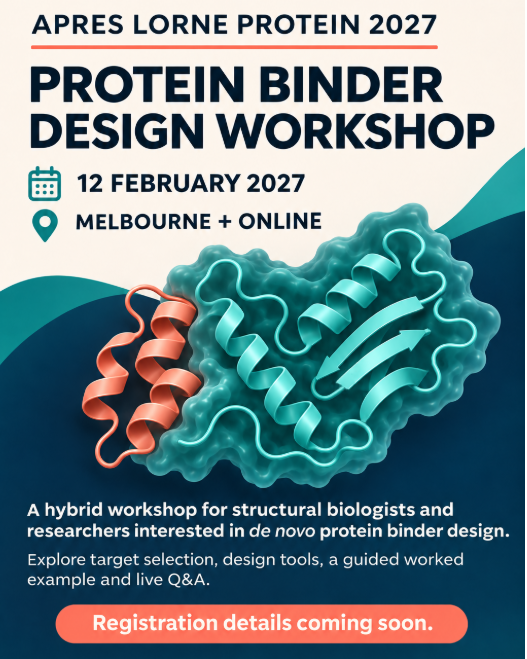 APRES LORNE PROTEIN 2027
PROTEIN BINDER
DESIGN WORKSHOP
12 FEBRUARY 2027
MELBOURNE + ONLINE
A hybrid workshop for structural biologists and
researchers interested in de novo protein binder design.
Explore target selection, design tools, a guided worked
example and live Q&A.
Registration details coming soon.